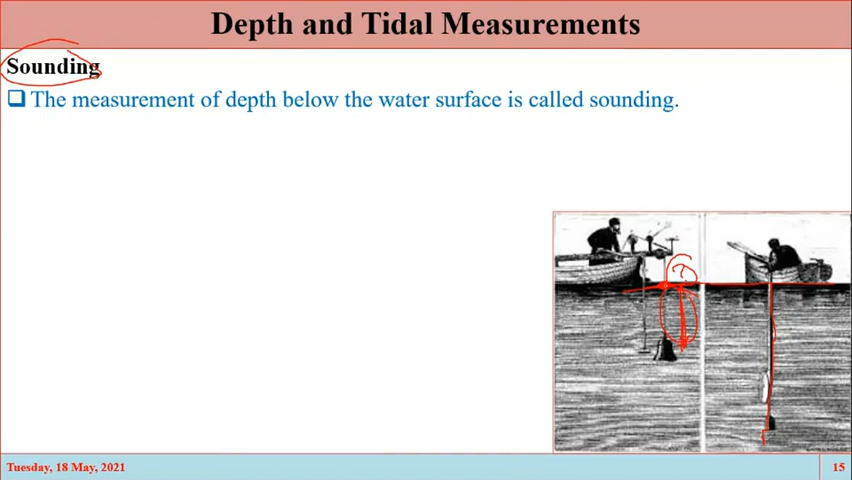 Depth and Tidal Measurements
Sounding
The measurement of depth below the water surface is called sounding.
?
Tuesday, 18 May, 2021
15